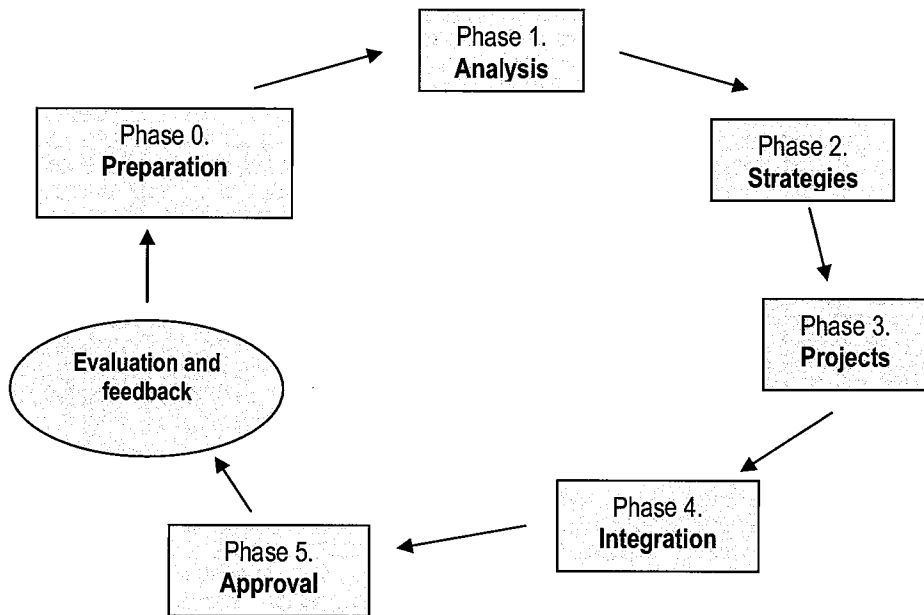 Phase 0.
Preparation
Phase 1.
Analysis
Phase 2.
Strategies
Phase 3.
Projects
Phase 4.
Integration
Phase 5.
Approval
Evaluation and
feedback